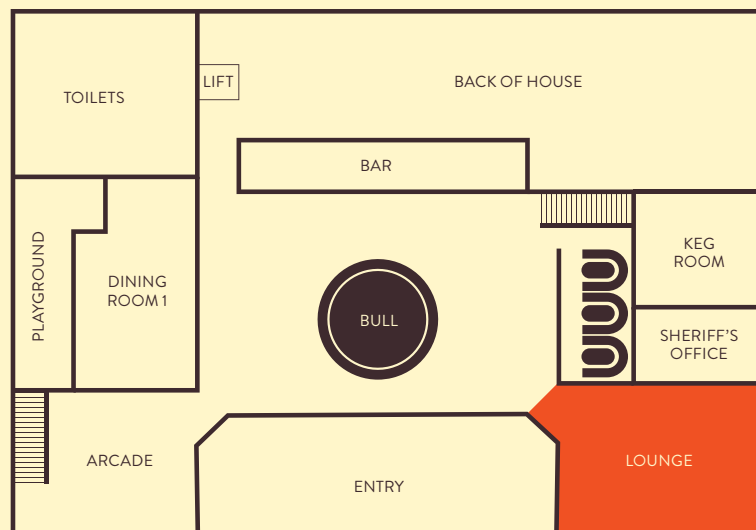 TOILETS
LIFT
BACK OF HOUSE
BAR
PLAYGROUND
DINING
ROOM 1
BULL
KEG
ROOM
SHERIFF'S
OFFICE
ARCADE
ENTRY
LOUNGE